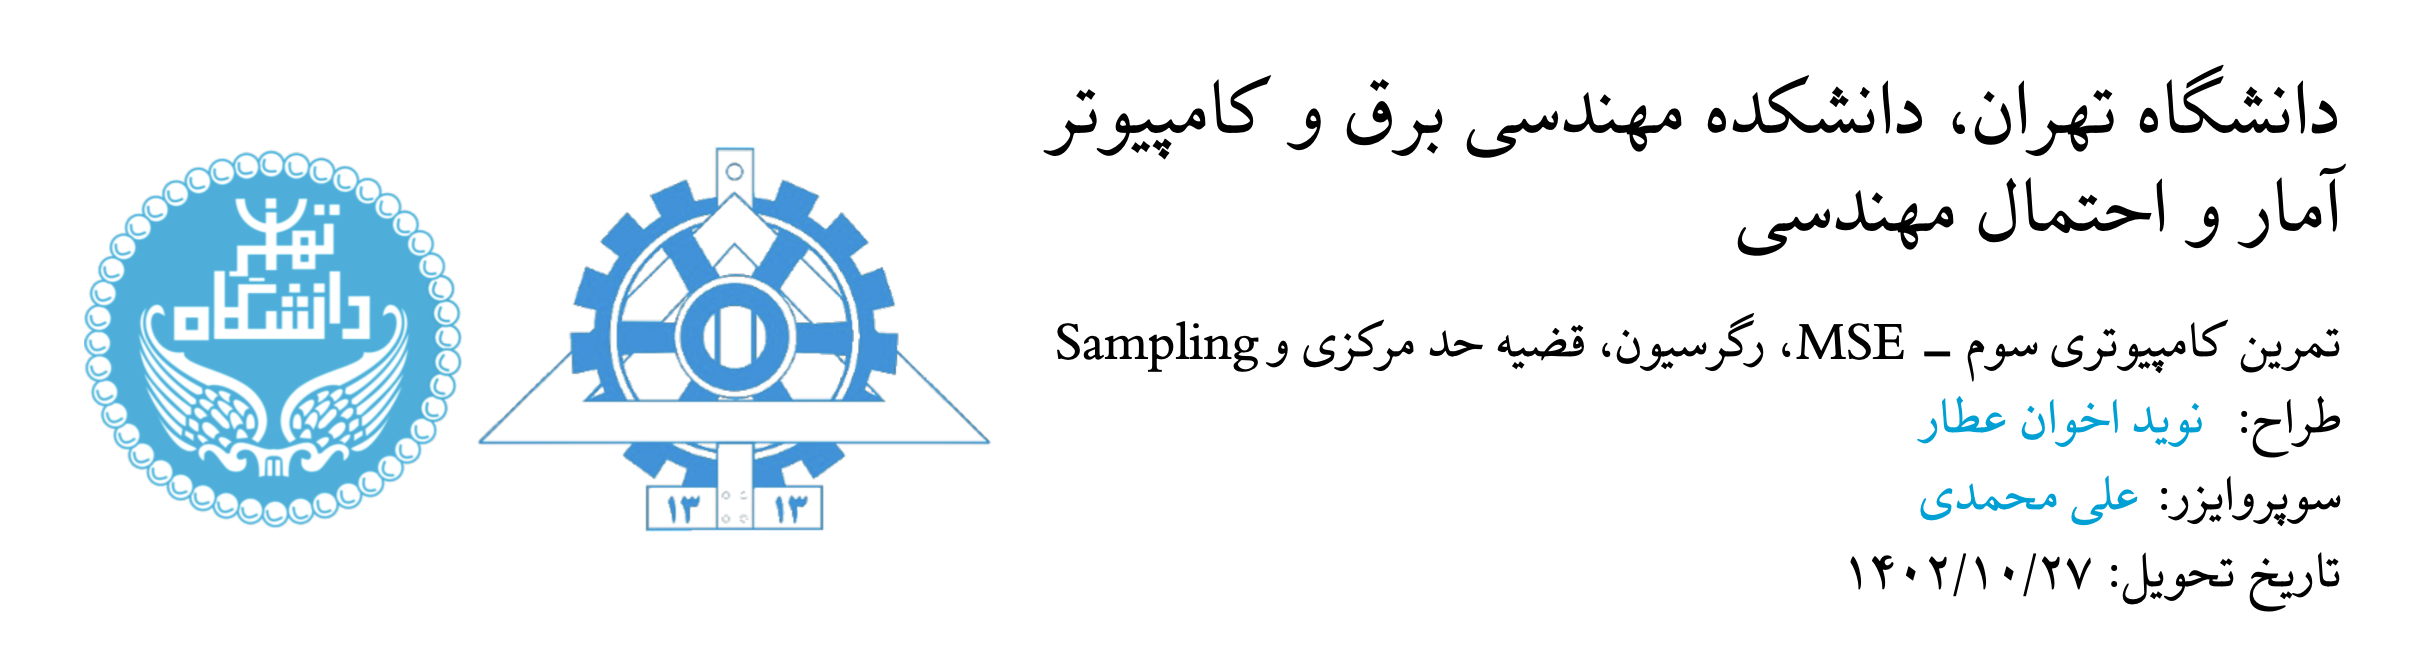 دانشگاه تهران، دانشکده مهندسی برق و کامپیوتر
آمار و احتمال مهندسی
تمرین کامپیوتری سوم – MSE، رگرسیون، قضیه حد مرکزی و Sampling
طراح: نوید اخوان عطار
سوپروایزر: علی محمدی
تاریخ تحویل: ۱۴۰۲/۱۰/۲۷
۱۳ ۱۳
دانشگاه تهران